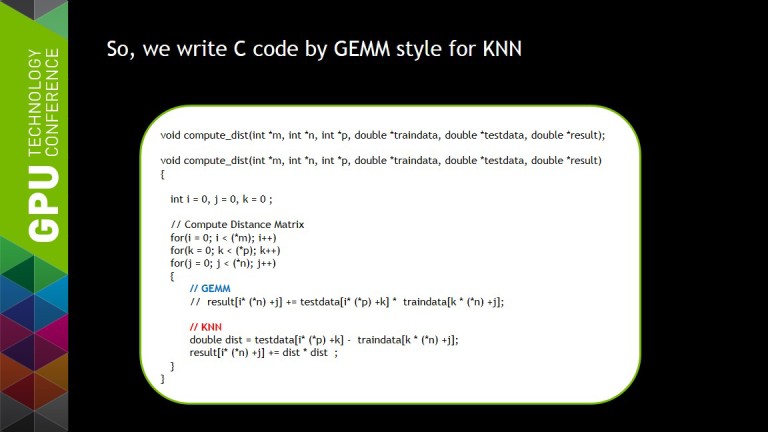 So, we write C code by GEMM style for KNN
GPU TECHNOLOGY
CONFERENCE
void compute_dist(int *m, int *n, int *p, double *traindata, double *testdata, double *result);
void compute_dist(int *m, int *n, int *p, double *traindata, double *testdata, double *result)
{
int i = 0, j = 0, k = 0 ;
// Compute Distance Matrix
for(i = 0; i < (*m); i++)
for(k = 0; k < (*p); k++)
for(j = 0; j < (*n); j++)
{
// GEMM
// result[i* (*n) +j] += testdata[i* (*p) +k] * traindata[k * (*n) +j];
// KNN
double dist = testdata[i* (*p) +k] - traindata[k * (*n) +j];
result[i* (*n) +j] += dist * dist ;
}
}